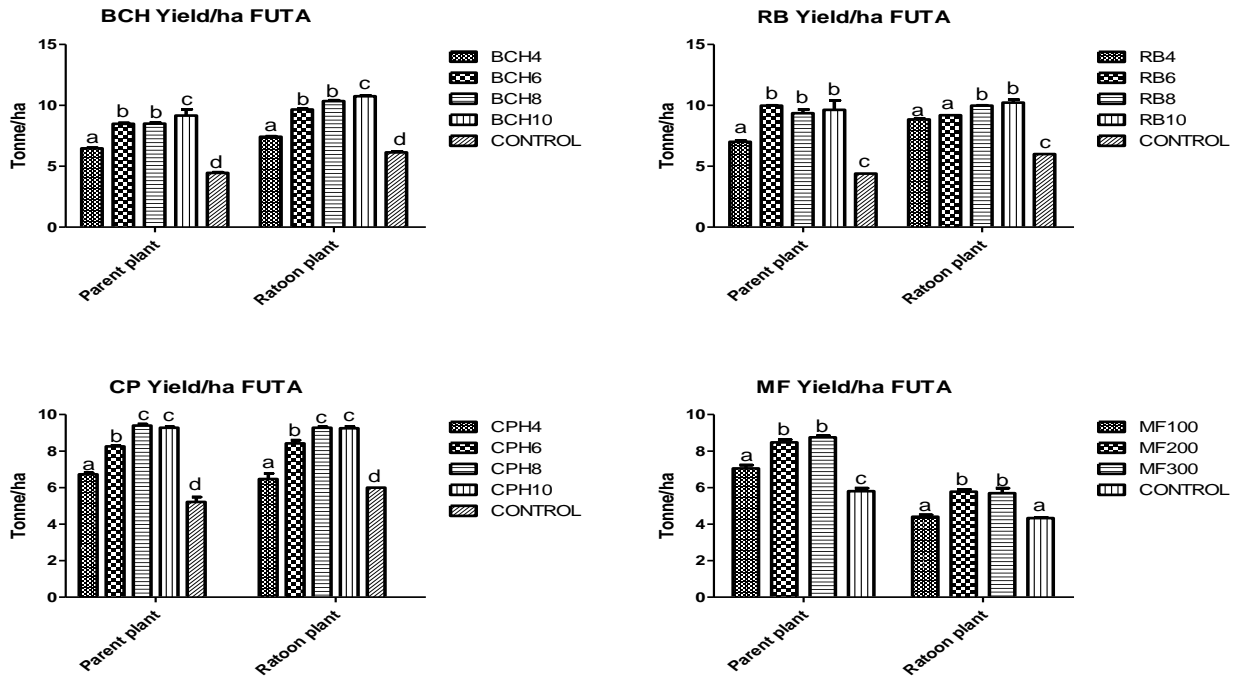 BCH Yield/ha FUTA
Tonne/ha
15
10
5
0
a
b
b
c
d
a
b
b
c
d
Parent plant
Ratoon plant
BCH4
BCH6
BCH8
BCH10
CONTROL
RB Yield/ha FUTA
Tonne/ha
15
10
5
0
a
b
b
b
c
a
a
b
b
c
Parent plant
Ratoon plant
RB4
RB6
RB8
RB10
CONTROL
CP Yield/ha FUTA
Tonne/ha
10
8
6
4
2
0
a
b
c
c
d
a
b
c
c
d
Parent plant
Ratoon plant
CPH4
CPH6
CPH8
CPH10
CONTROL
MF Yield/ha FUTA
Tonne/ha
10
8
6
4
2
0
a
b
b
c
a
b
b
a
Parent plant
Ratoon plant
MF100
MF200
MF300
CONTROL